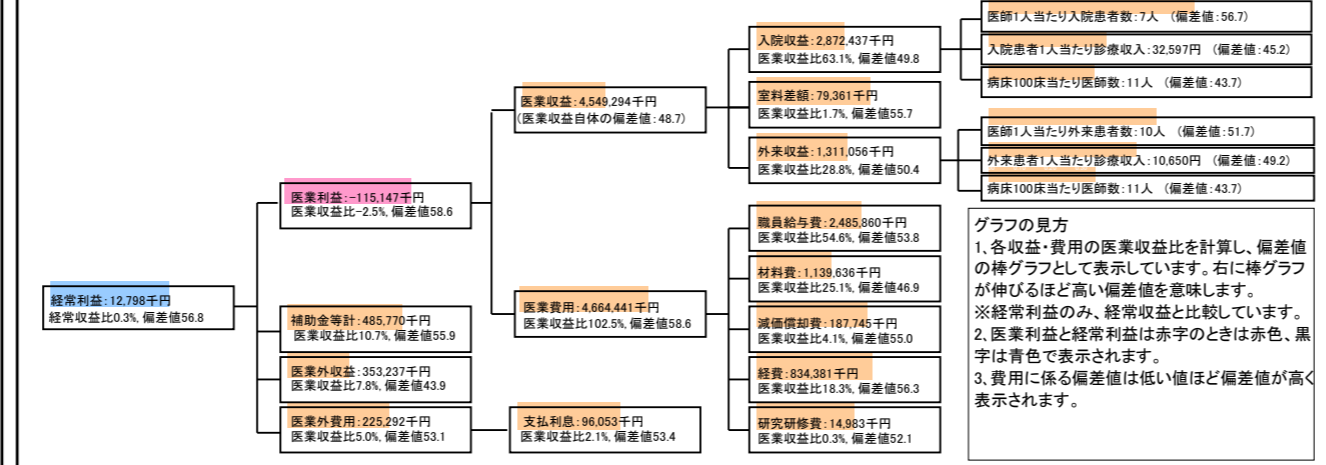 経常利益:12,798千円
経常収益比0.3%, 偏差値56.8
医業利益:-115,147千円
医業収益比-2.5%, 偏差値58.6
補助金等計:485,770千円
医業収益比10.7%, 偏差値55.9
医業外収益:353,237千円
医業収益比7.8%, 偏差値43.9
医業外費用:225,292千円
医業収益比5.0%, 偏差値53.1
支払利息:96,053千円
医業収益比2.1%, 偏差値53.4
医業収益:4,549,294千円
(医業収益自体の偏差値:48.7)
医業費用:4,664,441千円
医業収益比102.5%, 偏差値58.6
入院収益:2,872,437千円
医業収益比63.1%, 偏差値49.8
室料差額:79,361千円
医業収益比1.7%, 偏差値55.7
外来収益:1,311,056千円
医業収益比28.8%, 偏差値50.4
職員給与費:2,485,860千円
医業収益比54.6%, 偏差値53.8
材料費:1,139,636千円
医業収益比25.1%, 偏差値46.9
減価償却費:187,745千円
医業収益比4.1%, 偏差値55.0
経費:834,381千円
医業収益比18.3%, 偏差値56.3
研究研修費:14,983千円
医業収益比0.3%, 偏差値52.1
医師1人当たり入院患者数:7人 (偏差値:56.7)
入院患者1人当たり診療収入:32,597円 (偏差値:45.2)
病床100床当たり医師数:11人 (偏差値:43.7)
医師1人当たり外来患者数:10人 (偏差値:51.7)
外来患者1人当たり診療収入:10,650円 (偏差値:49.2)
病床100床当たり医師数:11人 (偏差値:43.7)
グラフの見方
1、各収益・費用の医業収益比を計算し、偏差値
の棒グラフとして表示しています。右に棒グラフ
が伸びるほど高い偏差値を意味します。
※経常利益のみ、経常収益と比較しています。
2、医業利益と経常利益は赤字のときは赤色、黒
字は青色で表示されます。
3、費用に係る偏差値は低い値ほど偏差値が高く
表示されます。